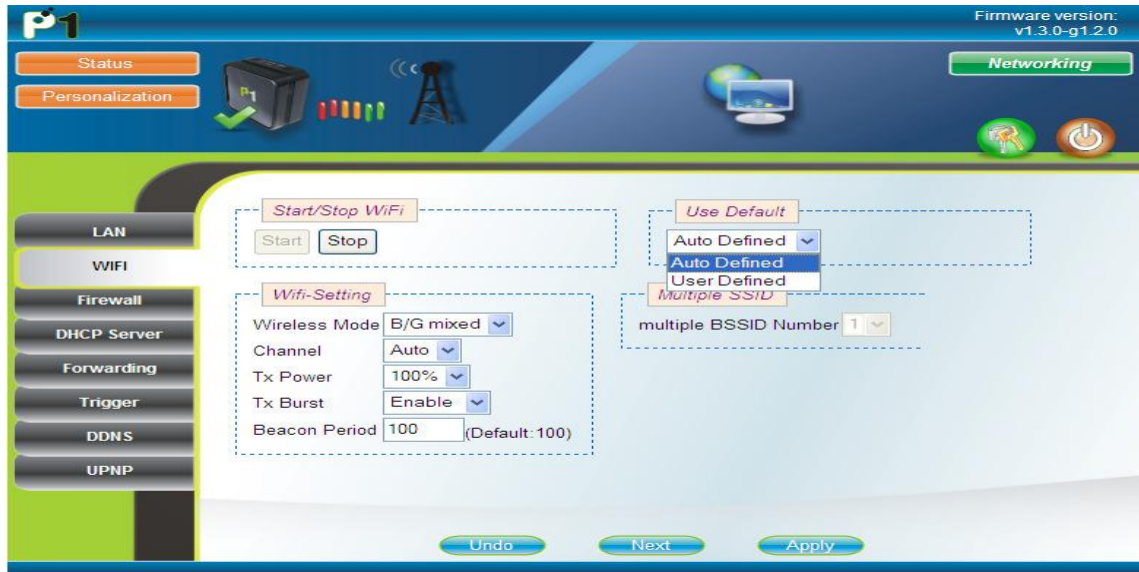 P1
Firmware version:
v1.3.0-g1.2.0
Status
Personalization
P1
Networking
LAN
WIFI
Firewall
DHCP Server
Forwarding
Trigger
DDNS
UPNP
Start/Stop WiFi
Start Stop
Use Default
Auto Defined
Auto Defined
User Defined
Wifi-Setting
Wireless Mode B/G mixed
Channel Auto
Tx Power 100%
Tx Burst Enable
Beacon Period 100 (Default:100)
Multiple SSID
multiple BSSID Number 1
Undo Next Apply